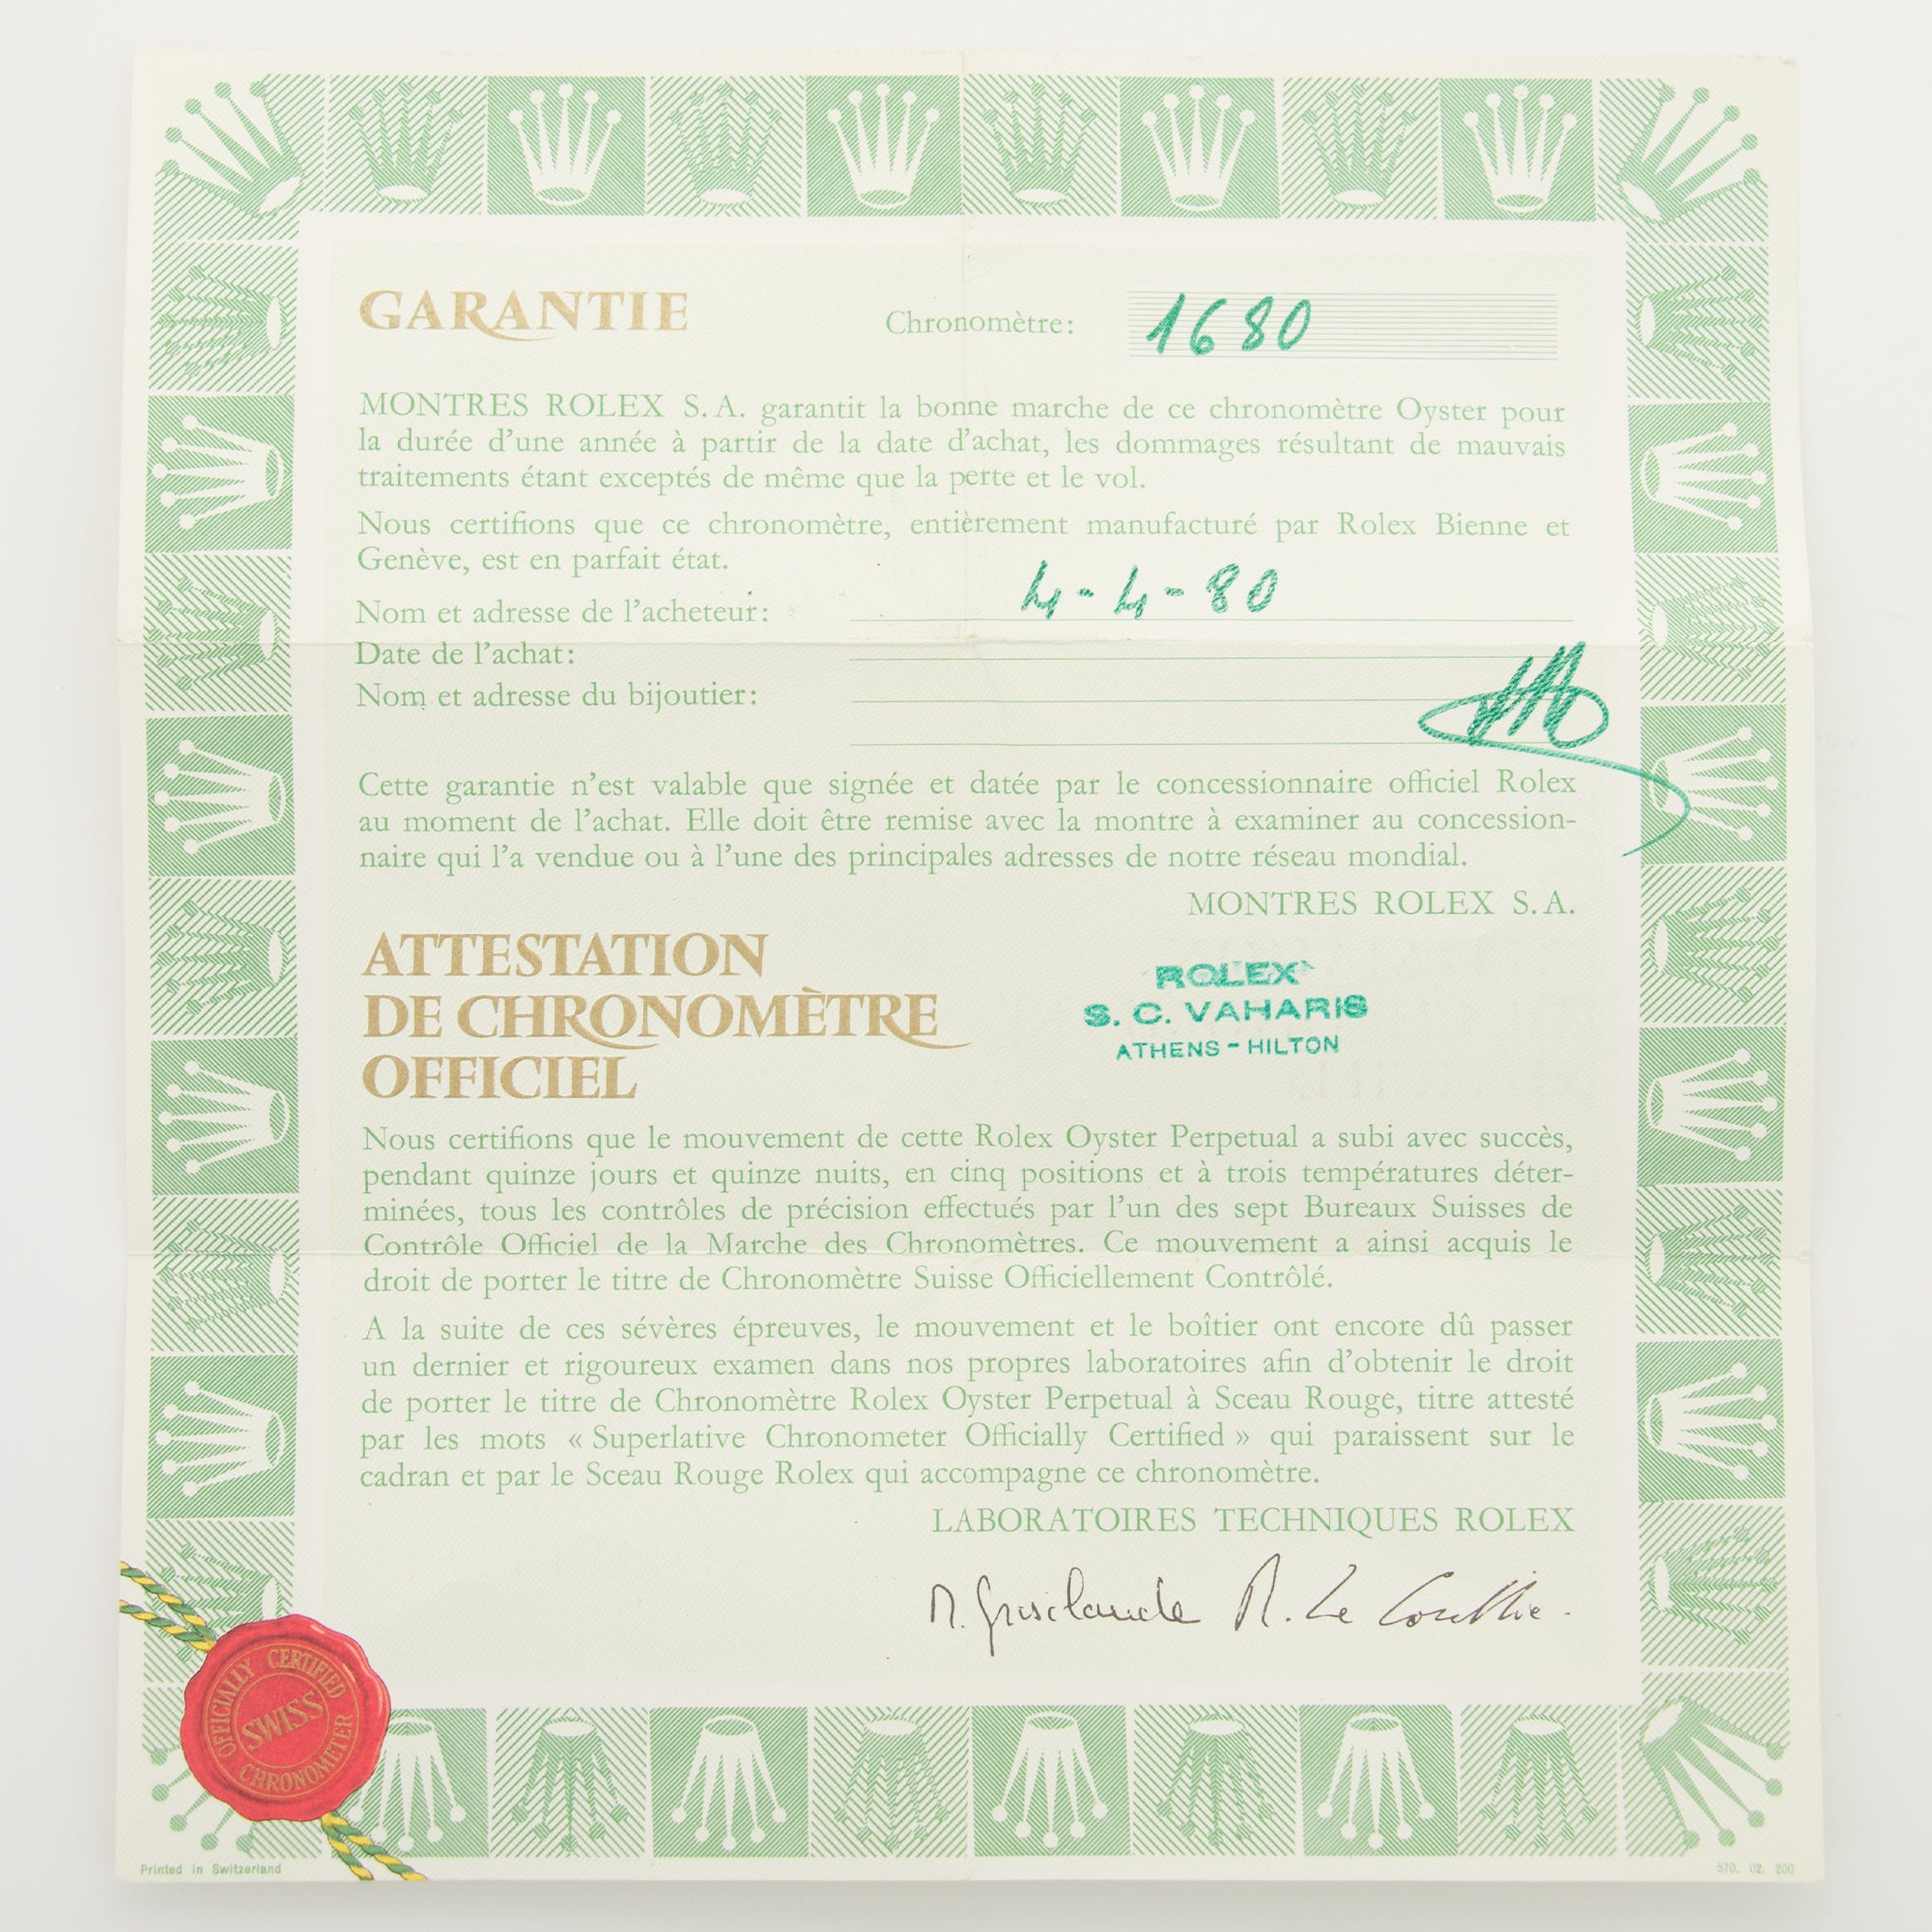 GARANTIE
Chronomètre: 1680
MONTRES ROLEX S.A. garantit la bonne marche de ce chronomètre Oyster pour
la durée d'une année à partir de la date d'achat, les dommages résultant de mauvais
traitements étant exceptés de même que la perte et le vol.
Nous certifions que ce chronomètre, entièrement manufacturé par Rolex Bienne et
Genève, est en parfait état.
4-4-80
Nom et adresse de l'acheteur:
Date de l'achat:
Nom et adresse du bijoutier:
Cette garantie n'est valable que signée et datée par le concessionnaire officiel Rolex
au moment de l'achat. Elle doit être remise avec la montre à examiner au concession-
naire qui l'a vendue ou à l'une des principales adresses de notre réseau mondial.
MONTRES ROLEX S.A.
ATTESTATION
DE CHRONOMÈTRE
OFFICIEL
ROLEX
S. C. VAHARIS
ATHENS - HILTON
Nous certifions que le mouvement de cette Rolex Oyster Perpetual a subi avec succès,
pendant quinze jours et quinze nuits, en cinq positions et à trois températures déter-
minées, tous les contrôles de précision effectués par l'un des sept Bureaux Suisses de
Contrôle Officiel de la Marche des Chronomètres. Ce mouvement a ainsi acquis le
droit de porter le titre de Chronomètre Suisse Officiellement Contrôlé.
A la suite de ces sévères épreuves, le mouvement et le boîtier ont encore dû passer
un dernier et rigoureux examen dans nos propres laboratoires afin d'obtenir le droit
de porter le titre de Chronomètre Rolex Oyster Perpetual à Sceau Rouge, titre attesté
par les mots « Superlative Chronometer Officially Certified » qui paraissent sur le
cadran et par le Sceau Rouge Rolex qui accompagne ce chronomètre.
LABORATOIRES TECHNIQUES ROLEX
R. Le Coultre.
OFFICIALLY CERTIFIED
SWISS
CHRONOMETER
Printed in Switzerland
570. 02. 200